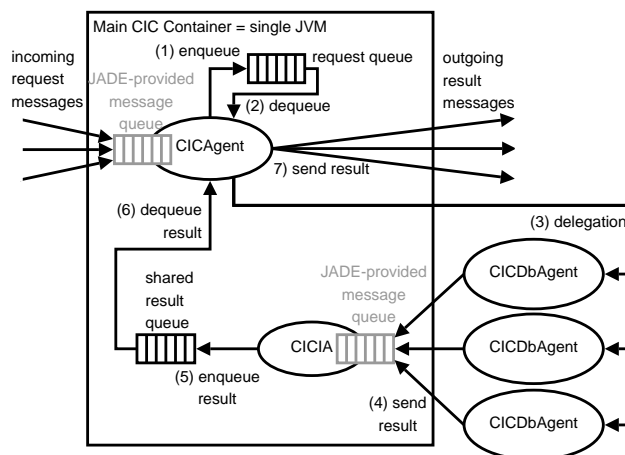 Main CIC Container = single JVM
incoming
request
messages
(1) enqueue
request queue
outgoing
result
messages
JADE-provided
message
queue
(2) dequeue
CICAgent
7) send result
(6) dequeue
result
(3) delegation
shared
result
queue
JADE-provided
message
queue
CICDbAgent
CICIA
CICDbAgent
(5) enqueue
result
(4) send
result
CICDbAgent